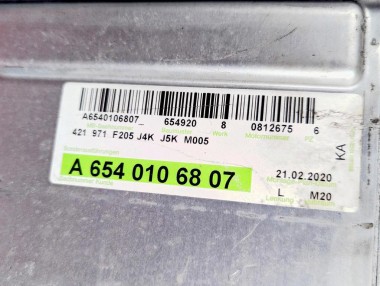 A6540106807_ 654920 8 0812675 6
421 971 F205 J4K J5K M005
KA
A 654 010 68 07
21.02.2020
L M20